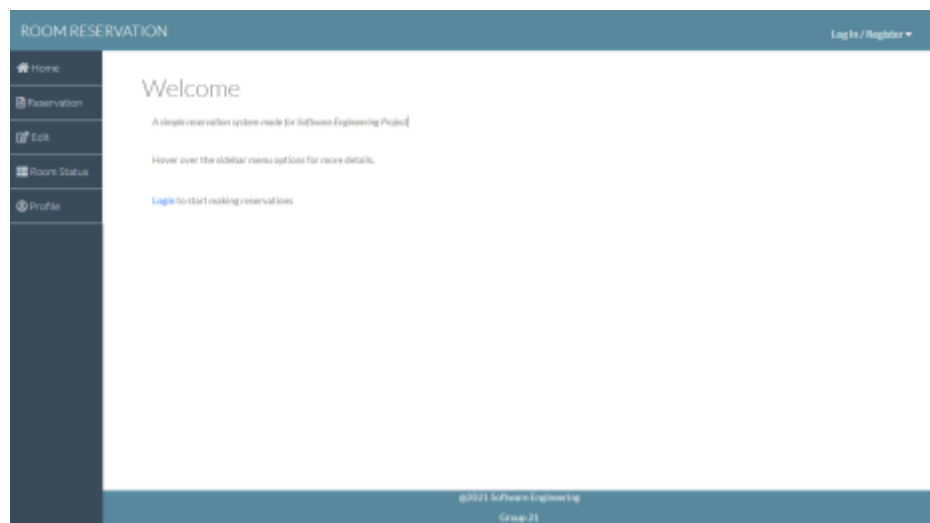 ROOM RESERVATION
Log In / Register
Home
Reservation
Edit
Room Status
Profile
Welcome
A simple reservation system made for Software Engineering Project
Hover over the sidebar menu options for more details.
Login to start making reservations
@2021 Software Engineering
Group 21